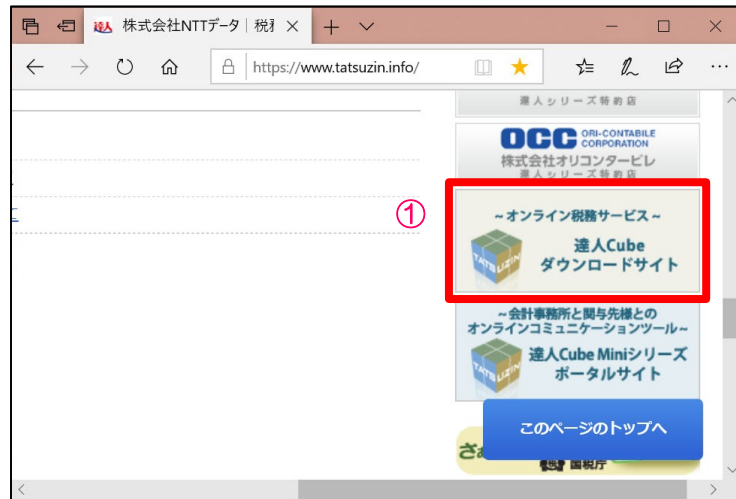 株式会社NTTデータ | 税
https://www.tatsuzin.info/
達人シリーズ特約店
OCC ORI-CONTABILE
CORPORATION
株式会社オリコンタービレ
達人シリーズ特約店
①
~オンライン税務サービス~
達人Cube
ダウンロードサイト
TATSUZIN
~会計事務所と関与先様との
オンラインコミュニケーションツール~
達人Cube Miniシリーズ
ポータルサイト
TATSUZIN
このページのトップへ
国税庁